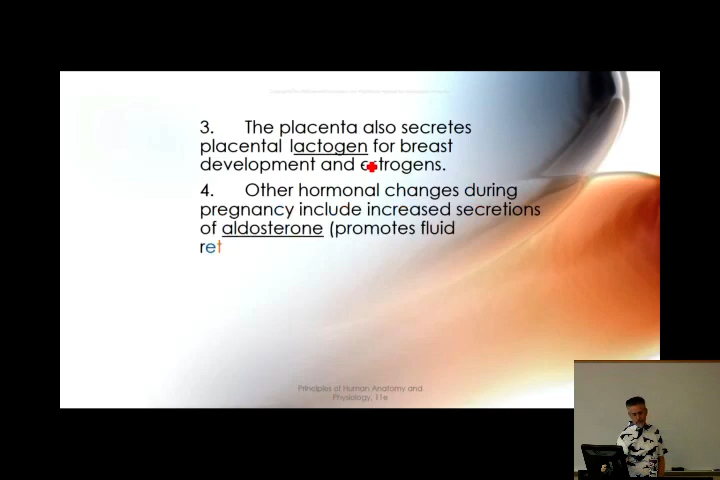 3. The placenta also secretes
placental lactogen for breast
development and estrogens.
4. Other hormonal changes during
pregnancy include increased secretions
of aldosterone (promotes fluid
ret
Principles of Human Anatomy and
Physiology, 11e